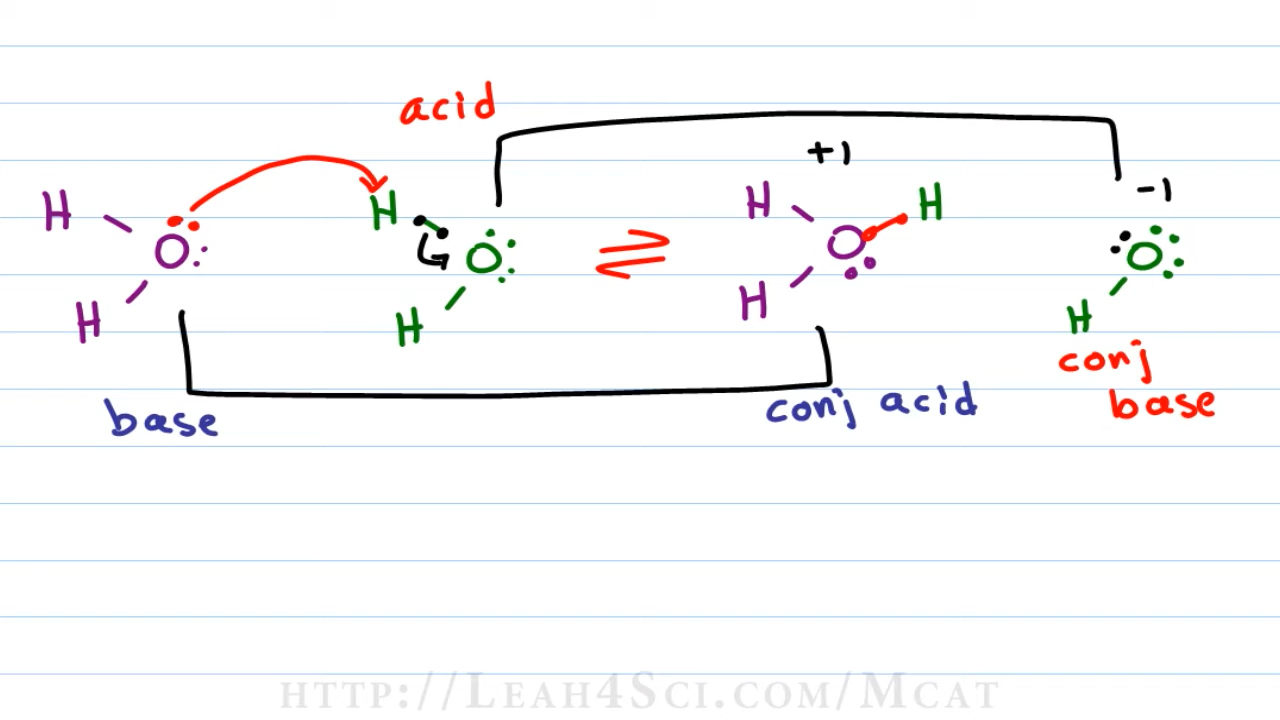 acid
+1
-1
H O H O ⇌ H O H O
H H H H
conj
base conj acid base
HTTP://LEAH4SCI.COM/MCAT